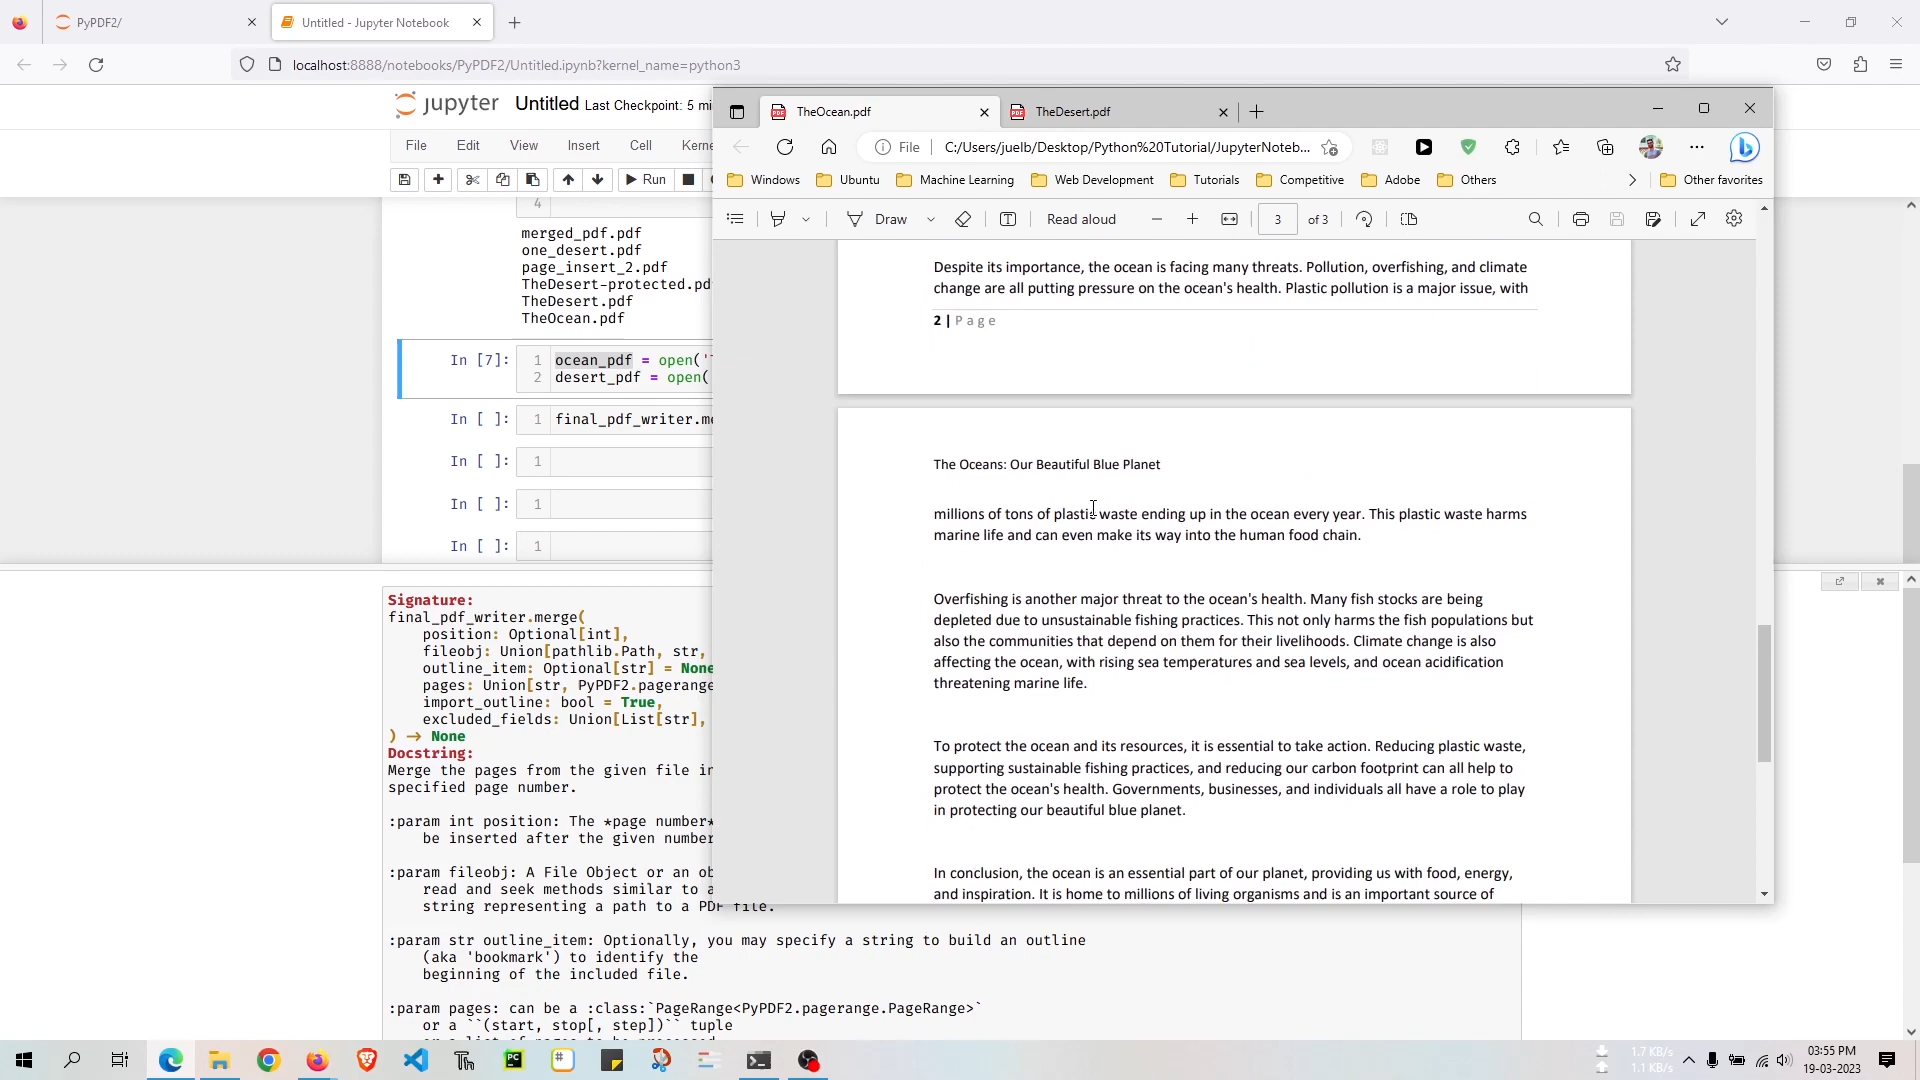 PyPDF2/
Untitled - Jupyter Notebook
localhost:8888/notebooks/PyPDF2/Untitled.ipynb?kernel_name=python3
jupyter Untitled Last Checkpoint: 5 mi
File Edit View Insert Cell Kerne
Run
4
merged_pdf.pdf
one_desert.pdf
page_insert_2.pdf
TheDesert-protected.pd
TheDesert.pdf
TheOcean.pdf
In [7]: 1 ocean_pdf = open('
2 desert_pdf = open(
In [ ]: 1 final_pdf_writer.me
In [ ]: 1
In [ ]: 1
In [ ]: 1
Signature:
final_pdf_writer.merge(
position: Optional[int],
fileobj: Union[pathlib.Path, str,
outline_item: Optional[str] = None
pages: Union[str, PyPDF2.pagerange
import_outline: bool = True,
excluded_fields: Union[List[str],
) → None
Docstring:
Merge the pages from the given file in
specified page number.
:param int position: The *page number*
be inserted after the given number
:param fileobj: A File Object or an ob
read and seek methods similar to a
string representing a path to a PDF file.
:param str outline_item: Optionally, you may specify a string to build an outline
(aka 'bookmark') to identify the
beginning of the included file.
:param pages: can be a :class:`PageRange<PyPDF2.pagerange.PageRange>`
or a ``(start, stop[, step])`` tuple
TheOcean.pdf
TheDesert.pdf
File C:/Users/juelb/Desktop/Python%20Tutorial/JupyterNoteb...
Windows Ubuntu Machine Learning Web Development Tutorials Competitive Adobe Others Other favorites
Draw Read aloud 3 of 3
Despite its importance, the ocean is facing many threats. Pollution, overfishing, and climate
change are all putting pressure on the ocean's health. Plastic pollution is a major issue, with
2 | Page
The Oceans: Our Beautiful Blue Planet
millions of tons of plastic waste ending up in the ocean every year. This plastic waste harms
marine life and can even make its way into the human food chain.
Overfishing is another major threat to the ocean's health. Many fish stocks are being
depleted due to unsustainable fishing practices. This not only harms the fish populations but
also the communities that depend on them for their livelihoods. Climate change is also
affecting the ocean, with rising sea temperatures and sea levels, and ocean acidification
threatening marine life.
To protect the ocean and its resources, it is essential to take action. Reducing plastic waste,
supporting sustainable fishing practices, and reducing our carbon footprint can all help to
protect the ocean's health. Governments, businesses, and individuals all have a role to play
in protecting our beautiful blue planet.
In conclusion, the ocean is an essential part of our planet, providing us with food, energy,
and inspiration. It is home to millions of living organisms and is an important source of
1.7 KB/s
1.1 KB/s
03:55 PM
19-03-2023